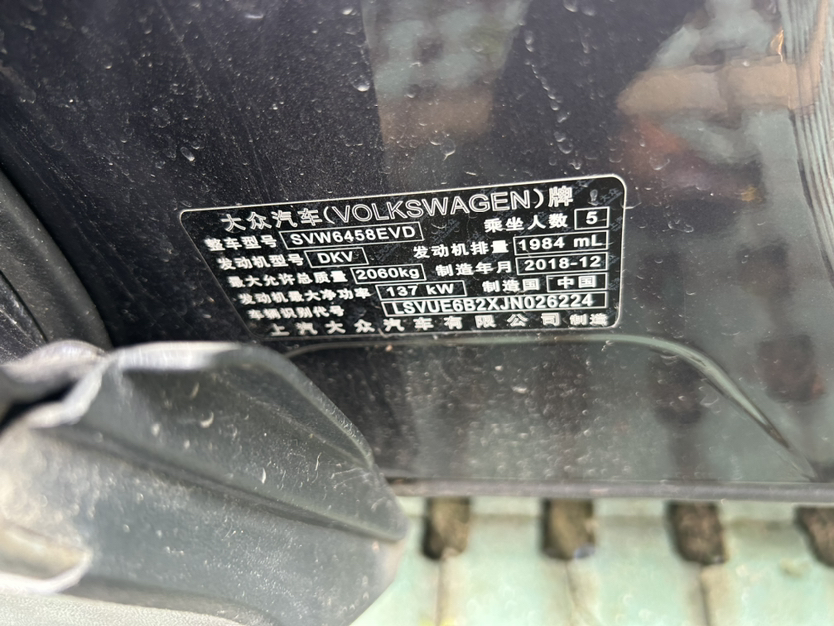 大众汽车(VOLKSWAGEN)牌
整车型号 SVW6458EVD 乘坐人数 5
发动机型号 DKV 发动机排量 1984 mL
最大允许总质量 2060kg 制造年月 2018-12
发动机最大净功率 137 kW 制造国 中国
车辆识别代号 LSVUE6B2XJN026224
上汽大众汽车有限公司 制造